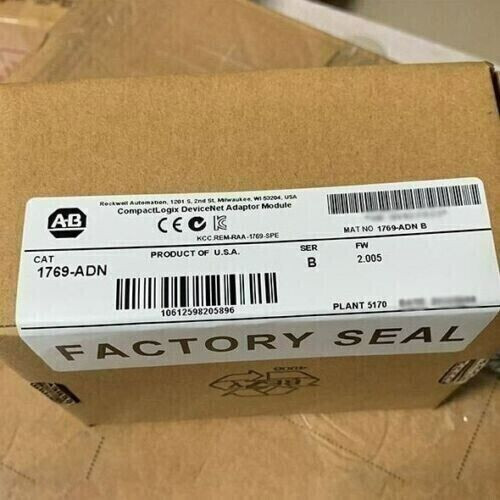 A-B
Rockwell Automation, 1201 S. 2nd St. Milwaukee, WI 53204, USA
CompactLogix DeviceNet Adaptor Module
CE
KCC-REM-RAA-1769-SPE
MAT NO 1769-ADN B
CAT
1769-ADN
PRODUCT OF U.S.A.
SER
B
FW
2.005
10612598205896
PLANT 5170
FACTORY SEAL